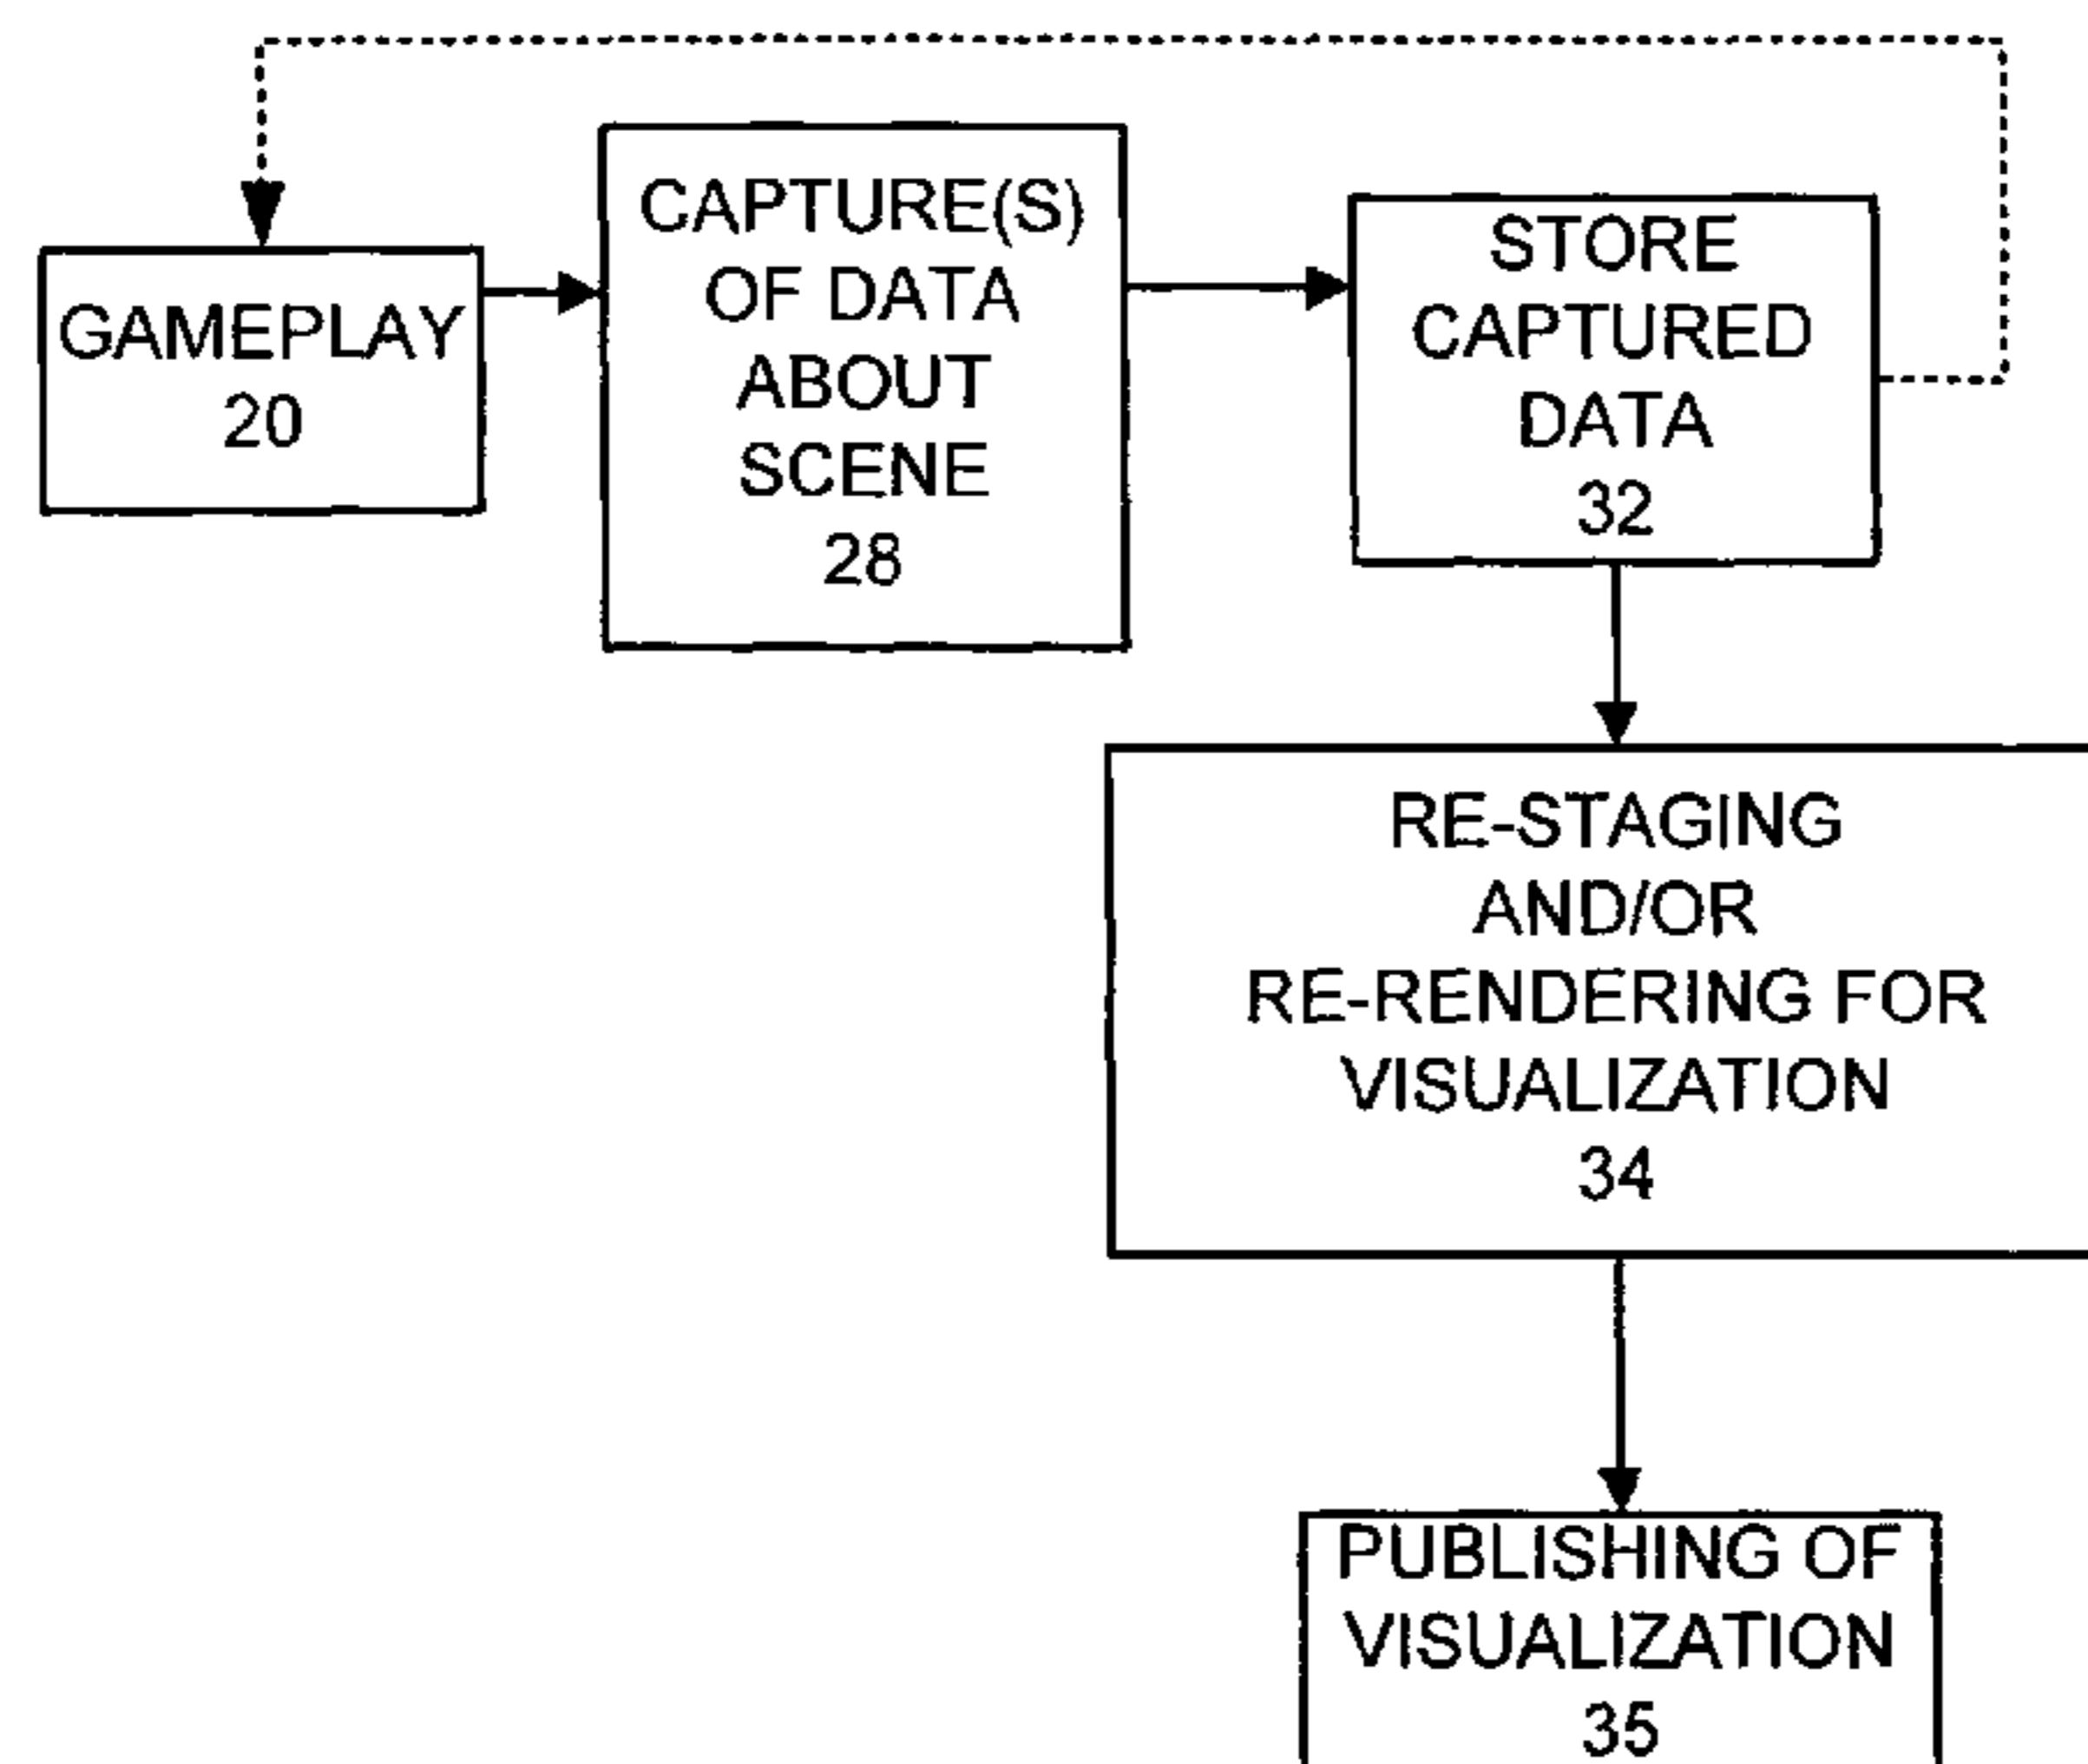 GAMEPLAY
20
CAPTURE(S)
OF DATA
ABOUT
SCENE
28
STORE
CAPTURED
DATA
32
RE-STAGING
AND/OR
RE-RENDERING FOR
VISUALIZATION
34
PUBLISHING OF
VISUALIZATION
35